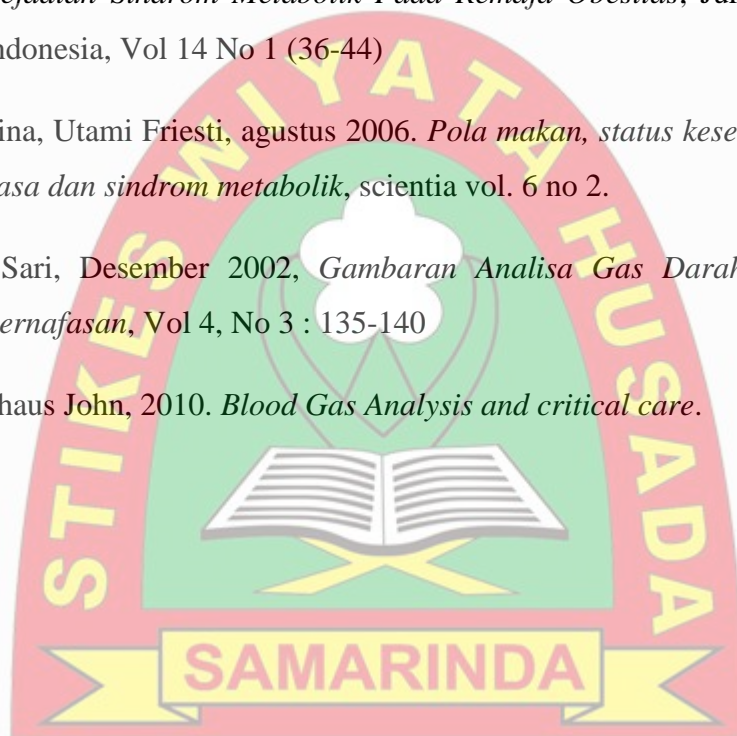 Sindrom Metabolik Pada Remaja Obesitas,
ndonesia, Vol 14 No 1 (36-44)
ina, Utami Friesti, agustus 2006. Pola makan, status kese
asa dan sindrom metabolik, scientia vol. 6 no 2.
Sari, Desember 2002, Gambaran Analisa Gas Darah
ernafasan, Vol 4, No 3 : 135-140
haus John, 2010. Blood Gas Analysis and critical care.
STIKES WIYATA HUSADA
SAMARINDA